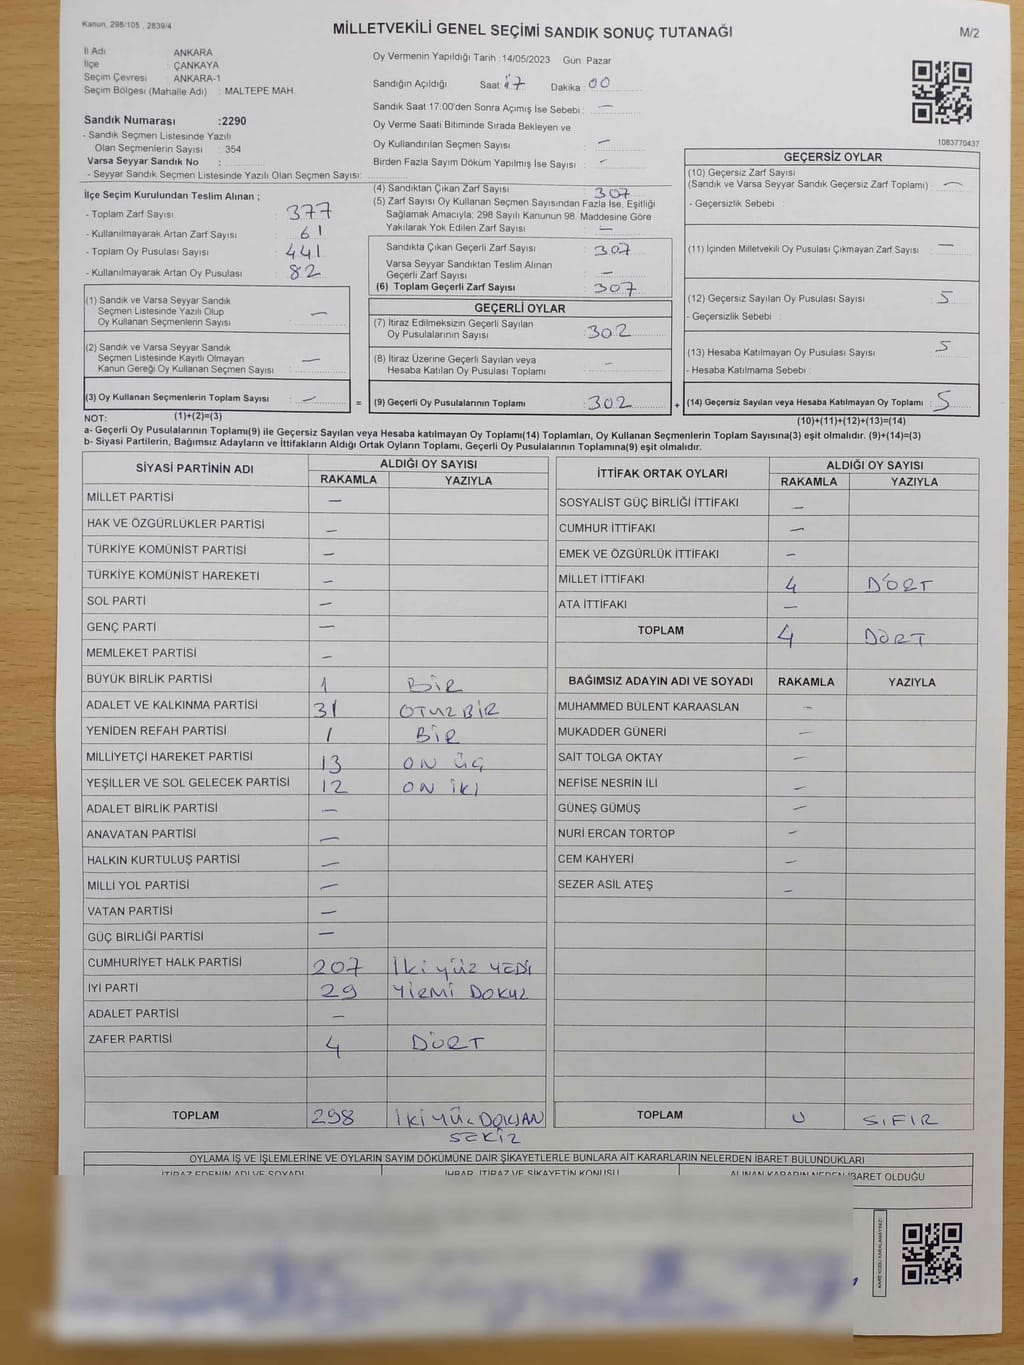 Kanun, 298/105 , 2839/4
MİLLETVEKİLİ GENEL SEÇİMİ SANDIK SONUÇ TUTANAĞI
M/2
İl Adı : ANKARA
İlçe : ÇANKAYA
Seçim Çevresi : ANKARA-1
Seçim Bölgesi (Mahalle Adı) : MALTEPE MAH.
Sandık Numarası :2290
- Sandık Seçmen Listesinde Yazılı
Olan Seçmenlerin Sayısı : 354
Varsa Seyyar Sandık No :
- Seyyar Sandık Seçmen Listesinde Yazılı Olan Seçmen Sayısı:
İlçe Seçim Kurulundan Teslim Alınan ;
- Toplam Zarf Sayısı : 377
- Kullanılmayarak Artan Zarf Sayısı : 61
- Toplam Oy Pusulası Sayısı : 441
- Kullanılmayarak Artan Oy Pusulası : 82
(1) Sandık ve Varsa Seyyar Sandık
Seçmen Listesinde Yazılı Olup
Oy Kullanan Seçmenlerin Sayısı : —
(2) Sandık ve Varsa Seyyar Sandık
Seçmen Listesinde Kayıtlı Olmayan
Kanun Gereği Oy Kullanan Seçmen Sayısı : —
(3) Oy Kullanan Seçmenlerin Toplam Sayısı : —
(1)+(2)=(3)
Oy Vermenin Yapıldığı Tarih :14/05/2023 Gün: Pazar
Sandığın Açıldığı Saat: 17 Dakika : 00
Sandık Saat 17:00'den Sonra Açılmış İse Sebebi : —
Oy Verme Saati Bitiminde Sırada Bekleyen ve
Oy Kullandırılan Seçmen Sayısı : —
Birden Fazla Sayım Döküm Yapılmış İse Sayısı : -
(4) Sandıktan Çıkan Zarf Sayısı : 307
(5) Zarf Sayısı Oy Kullanan Seçmen Sayısından Fazla İse, Eşitliği
Sağlamak Amacıyla; 298 Sayılı Kanunun 98. Maddesine Göre
Yakılarak Yok Edilen Zarf Sayısı : —
Sandıkta Çıkan Geçerli Zarf Sayısı : 307
Varsa Seyyar Sandıktan Teslim Alınan
Geçerli Zarf Sayısı : —
(6) Toplam Geçerli Zarf Sayısı : 307
GEÇERLİ OYLAR
(7) İtiraz Edilmeksizin Geçerli Sayılan
Oy Pusulalarının Sayısı : 302
(8) İtiraz Üzerine Geçerli Sayılan veya
Hesaba Katılan Oy Pusulası Toplamı : —
= (9) Geçerli Oy Pusulalarının Toplamı : 302
1083770437
GEÇERSİZ OYLAR
(10) Geçersiz Zarf Sayısı
(Sandık ve Varsa Seyyar Sandık Geçersiz Zarf Toplamı) : —
- Geçersizlik Sebebi :
(11) İçinden Milletvekili Oy Pusulası Çıkmayan Zarf Sayısı : —
(12) Geçersiz Sayılan Oy Pusulası Sayısı : 5
- Geçersizlik Sebebi :
(13) Hesaba Katılmayan Oy Pusulası Sayısı : 5
- Hesaba Katılmama Sebebi :
+ (14) Geçersiz Sayılan veya Hesaba Katılmayan Oy Toplamı : 5
(10)+(11)+(12)+(13)=(14)
NOT:
a- Geçerli Oy Pusulalarının Toplamı(9) ile Geçersiz Sayılan veya Hesaba katılmayan Oy Toplamı(14) Toplamları, Oy Kullanan Seçmenlerin Toplam Sayısına(3) eşit olmalıdır. (9)+(14)=(3)
b- Siyasi Partilerin, Bağımsız Adayların ve İttifakların Aldığı Ortak Oyların Toplamı, Geçerli Oy Pusulalarının Toplamına(9) eşit olmalıdır.
SİYASİ PARTİNİN ADI ALDIĞI OY SAYISI
RAKAMLA YAZIYLA
MİLLET PARTİSİ —
HAK VE ÖZGÜRLÜKLER PARTİSİ —
TÜRKİYE KOMÜNİST PARTİSİ —
TÜRKİYE KOMÜNİST HAREKETİ —
SOL PARTİ —
GENÇ PARTİ —
MEMLEKET PARTİSİ —
BÜYÜK BİRLİK PARTİSİ 1 BİR
ADALET VE KALKINMA PARTİSİ 31 OTUZ BİR
YENİDEN REFAH PARTİSİ 1 BİR
MİLLİYETÇİ HAREKET PARTİSİ 13 ON ÜÇ
YEŞİLLER VE SOL GELECEK PARTİSİ 12 ON İKİ
ADALET BİRLİK PARTİSİ —
ANAVATAN PARTİSİ —
HALKIN KURTULUŞ PARTİSİ —
MİLLİ YOL PARTİSİ —
VATAN PARTİSİ —
GÜÇ BİRLİĞİ PARTİSİ —
CUMHURİYET HALK PARTİSİ 207 İki yüz YEDİ
İYİ PARTİ 29 YİRMİ DOKUZ
ADALET PARTİSİ —
ZAFER PARTİSİ 4 DÖRT
TOPLAM 298 İKİ YÜZ DOKSAN
SEKİZ
İTTİFAK ORTAK OYLARI ALDIĞI OY SAYISI
RAKAMLA YAZIYLA
SOSYALİST GÜÇ BİRLİĞİ İTTİFAKI —
CUMHUR İTTİFAKI —
EMEK VE ÖZGÜRLÜK İTTİFAKI —
MİLLET İTTİFAKI 4 DÖRT
ATA İTTİFAKI —
TOPLAM 4 DÖRT
BAĞIMSIZ ADAYIN ADI VE SOYADI RAKAMLA YAZIYLA
MUHAMMED BÜLENT KARAASLAN —
MUKADDER GÜNERİ —
SAİT TOLGA OKTAY —
NEFİSE NESRİN İLİ —
GÜNEŞ GÜMÜŞ —
NURİ ERCAN TORTOP —
CEM KAHYERİ —
SEZER ASİL ATEŞ —
TOPLAM 0 SIFIR
OYLAMA İŞ VE İŞLEMLERİNE VE OYLARIN SAYIM DÖKÜMÜNE DAİR ŞİKAYETLERLE BUNLARA AİT KARARLARIN NELERDEN İBARET BULUNDUKLARI
İTİRAZ EDENİN ADI VE SOYADI İHBAR, İTİRAZ VE ŞİKAYETİN KONUSU ALINAN KARARIN NEDEN İBARET OLDUĞU
KARE KODU KARALAMAYINIZ!